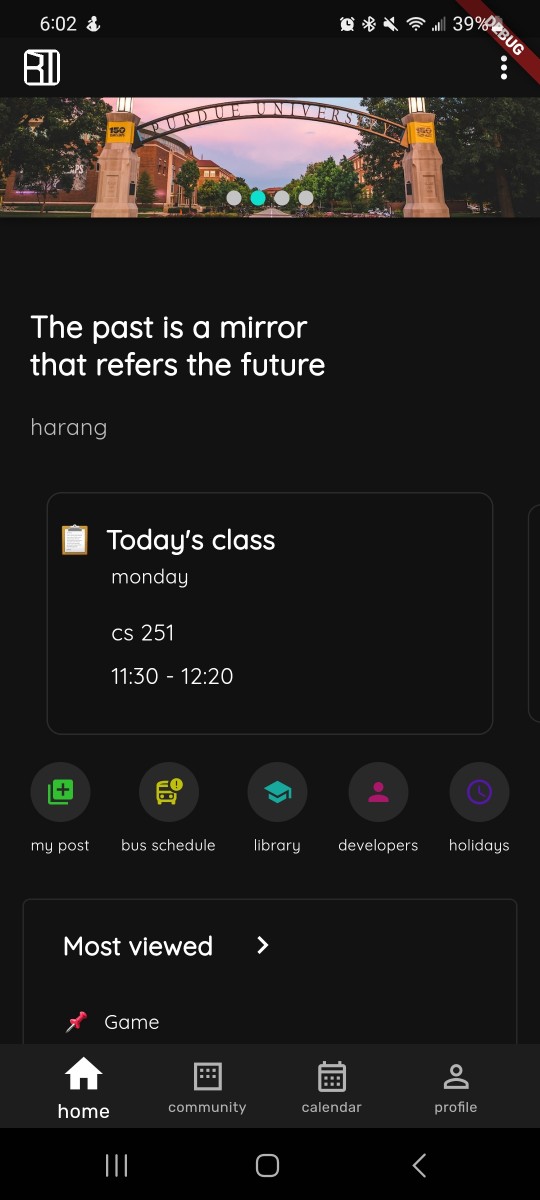 6:02
39%
DEBUG
PURDUE UNIVERSITY
150
150
The past is a mirror
that refers the future
harang
Today's class
monday
cs 251
11:30 - 12:20
my post
bus schedule
library
developers
holidays
Most viewed
Game
home
community
calendar
profile